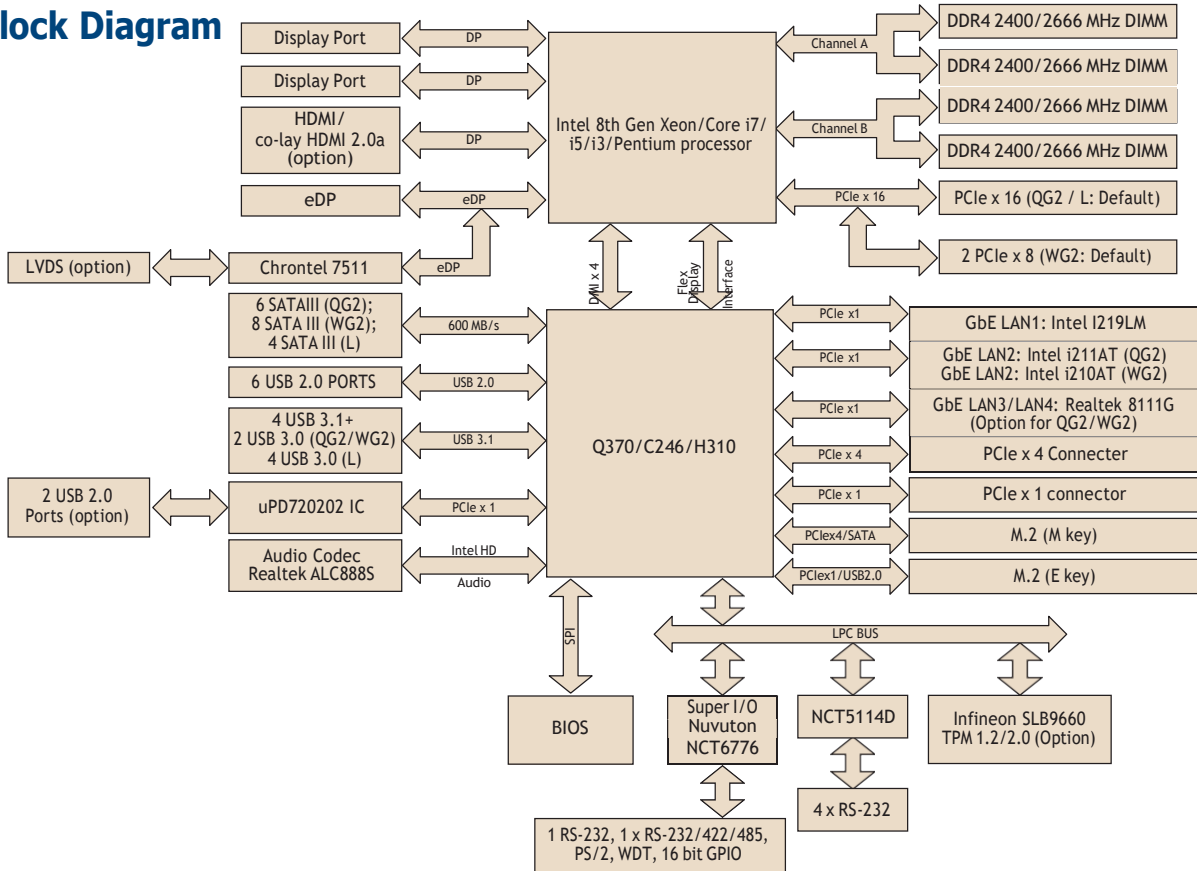 lock Diagram
Display Port
DP
Display Port
DP
HDMI/
co-lay HDMI 2.0a
(option)
DP
eDP
eDP
LVDS (option)
Chrontel 7511
eDP
Intel 8th Gen Xeon/Core i7/
i5/i3/Pentium processor
Channel A
DDR4 2400/2666 MHz DIMM
DDR4 2400/2666 MHz DIMM
Channel B
DDR4 2400/2666 MHz DIMM
DDR4 2400/2666 MHz DIMM
PCIe x 16
PCIe x 16 (QG2 / L: Default)
2 PCIe x 8 (WG2: Default)
DMI x 4
Flex
Display
Interface
6 SATAIII (QG2);
8 SATA III (WG2);
4 SATA III (L)
600 MB/s
6 USB 2.0 PORTS
USB 2.0
4 USB 3.1+
2 USB 3.0 (QG2/WG2)
4 USB 3.0 (L)
USB 3.1
2 USB 2.0
Ports (option)
uPD720202 IC
PCIe x 1
Audio Codec
Realtek ALC888S
Intel HD
Audio
Q370/C246/H310
PCIe x1
GbE LAN1: Intel I219LM
PCIe x1
GbE LAN2: Intel i211AT (QG2)
GbE LAN2: Intel i210AT (WG2)
PCIe x1
GbE LAN3/LAN4: Realtek 8111G
(Option for QG2/WG2)
PCIe x 4
PCIe x 4 Connecter
PCIe x 1
PCIe x 1 connector
PCIex4/SATA
M.2 (M key)
PCIex1/USB2.0
M.2 (E key)
SPI
LPC BUS
BIOS
Super I/O
Nuvuton
NCT6776
NCT5114D
Infineon SLB9660
TPM 1.2/2.0 (Option)
4 x RS-232
1 RS-232, 1 x RS-232/422/485,
PS/2, WDT, 16 bit GPIO